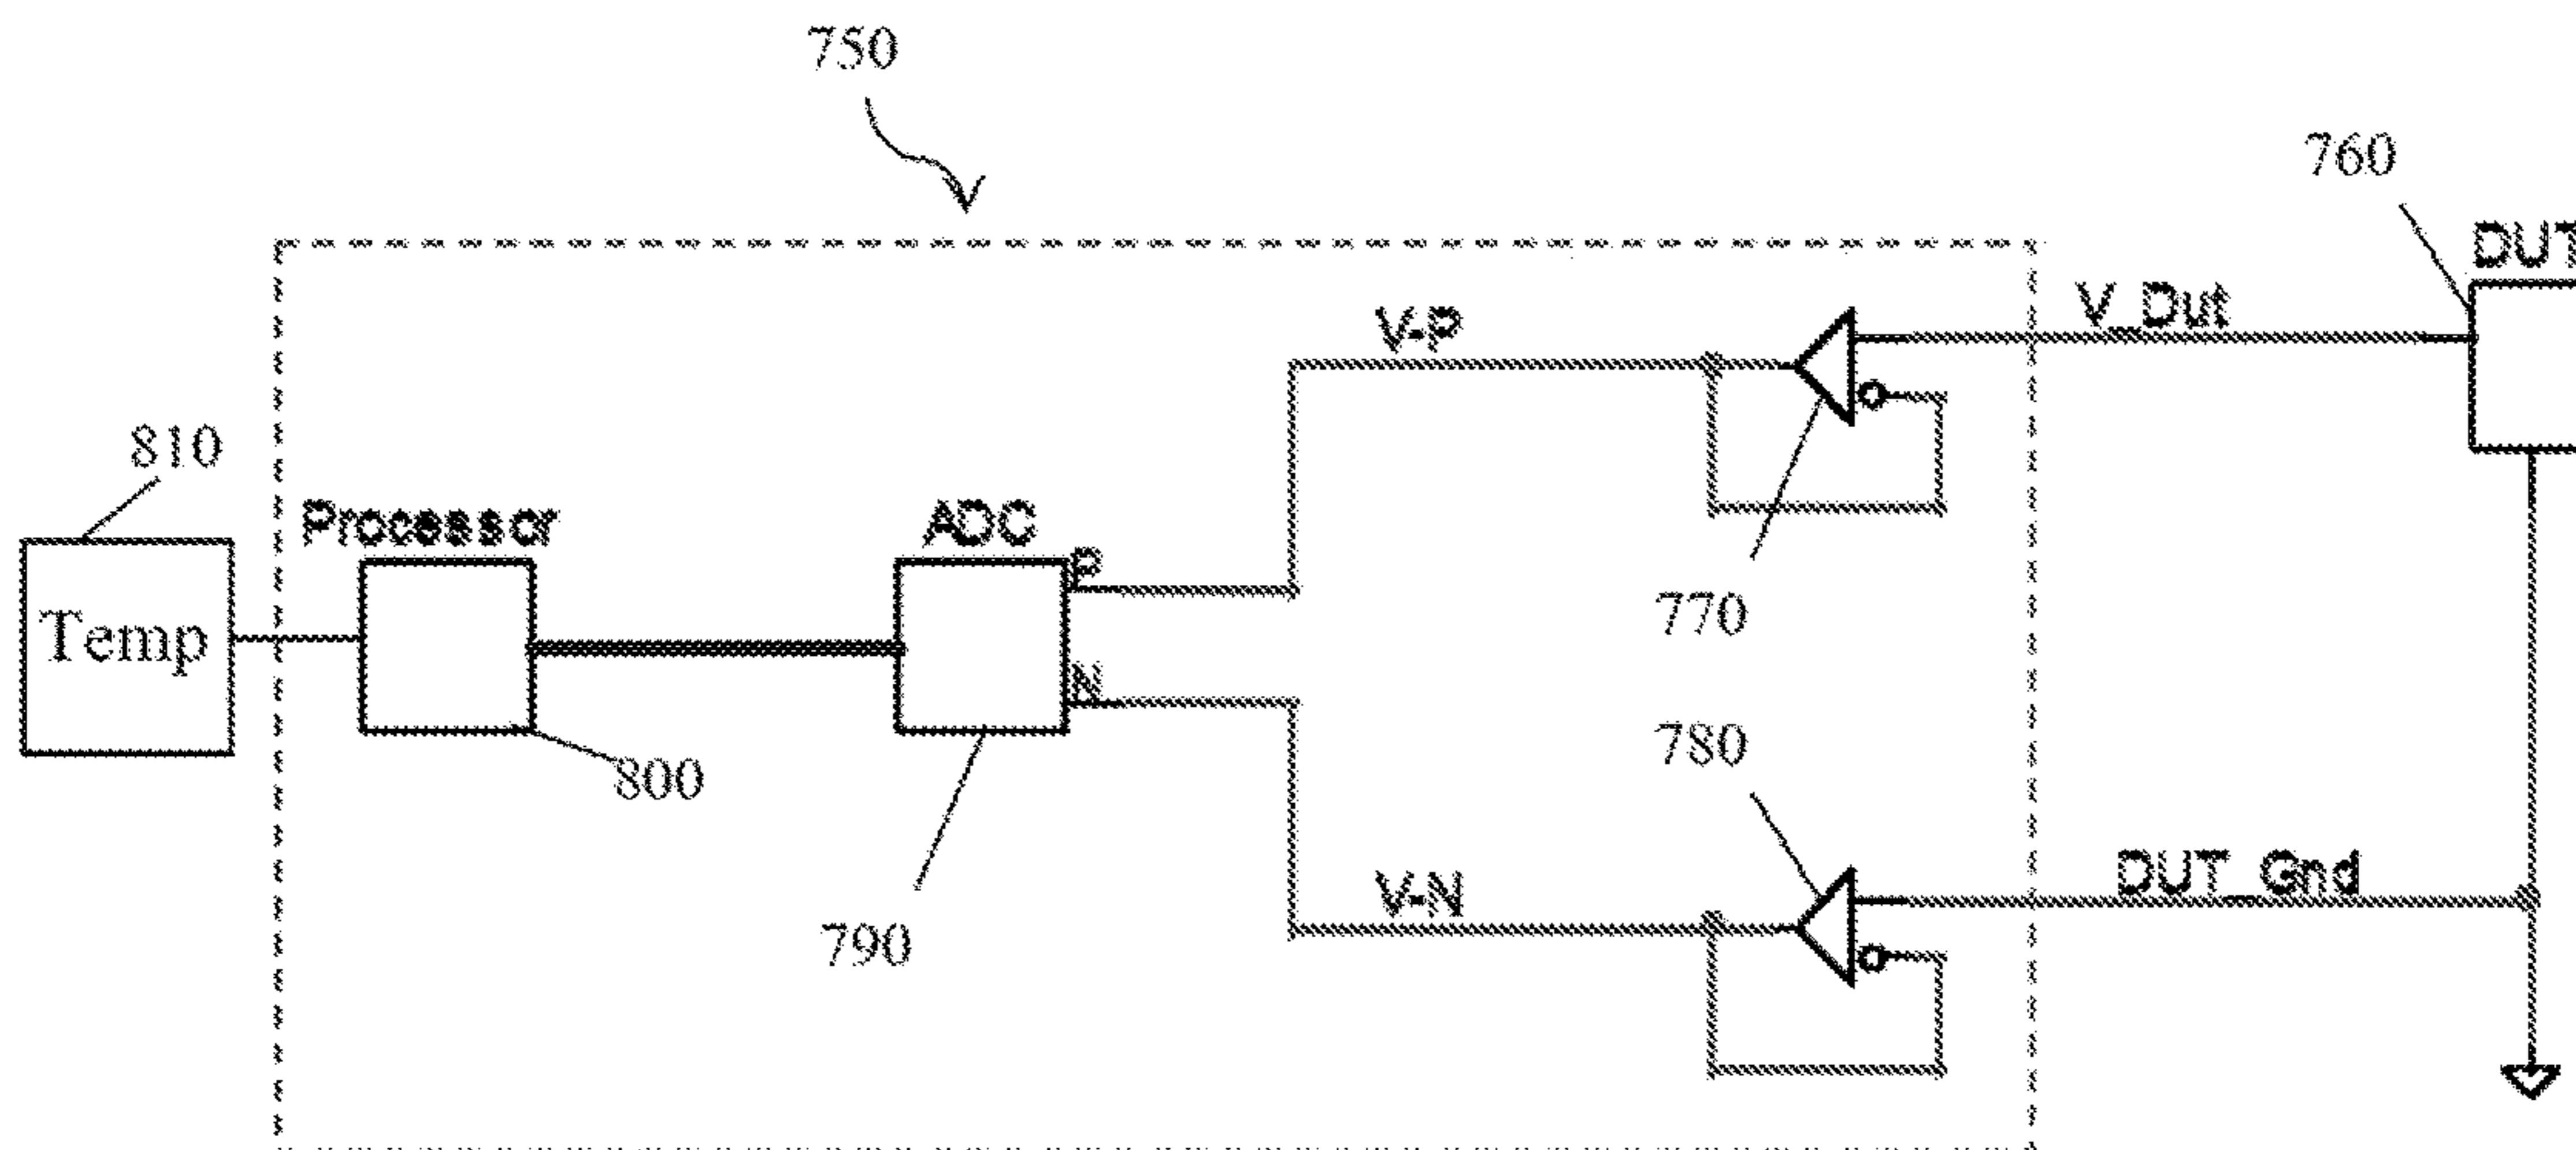 750
760
DUT
V_Dut
V-P
810
Processor
ADC
P
Temp
770
N
780
800
DUT_Gnd
V-N
790